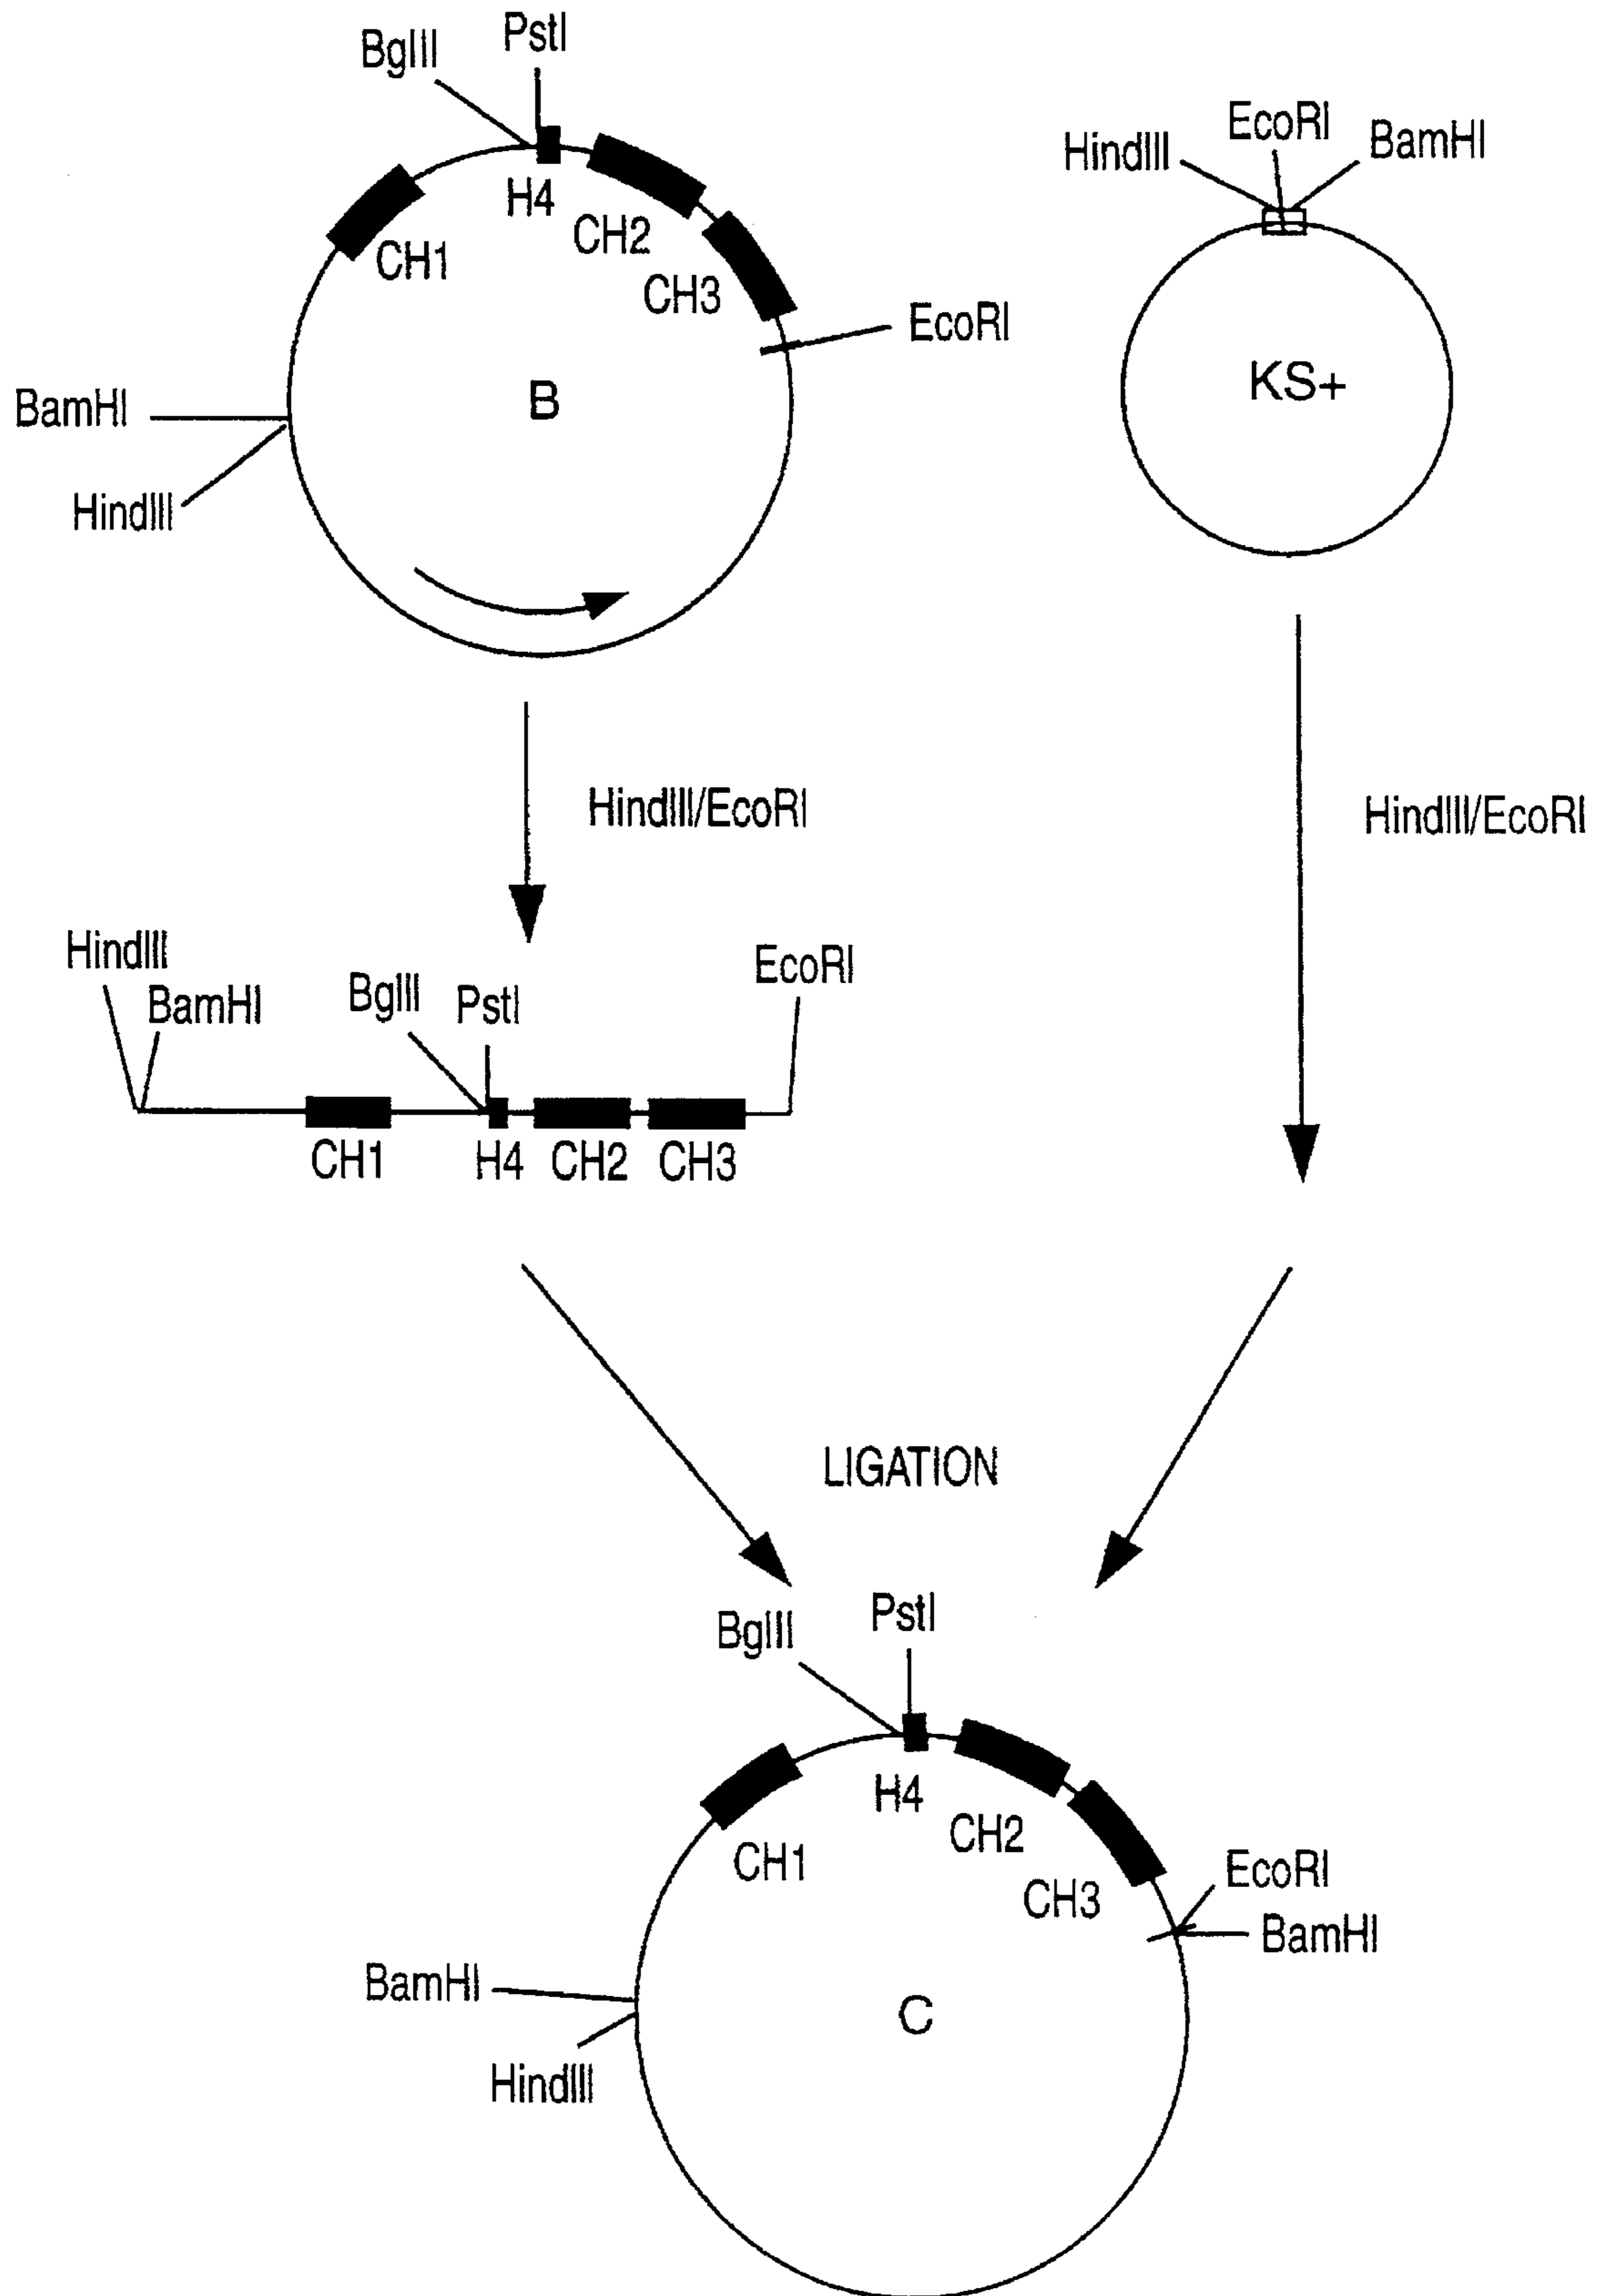 PstI
BglII
EcoRI
HindIII
BamHI
H4
CH2
CH1
CH3
EcoRI
B
KS+
BamHI
HindIII
HindIII/EcoRI
HindIII/EcoRI
HindIII
BamHI
BglII
PstI
EcoRI
CH1
H4
CH2
CH3
LIGATION
PstI
BglII
H4
CH2
CH1
CH3
EcoRI
BamHI
BamHI
C
HindIII